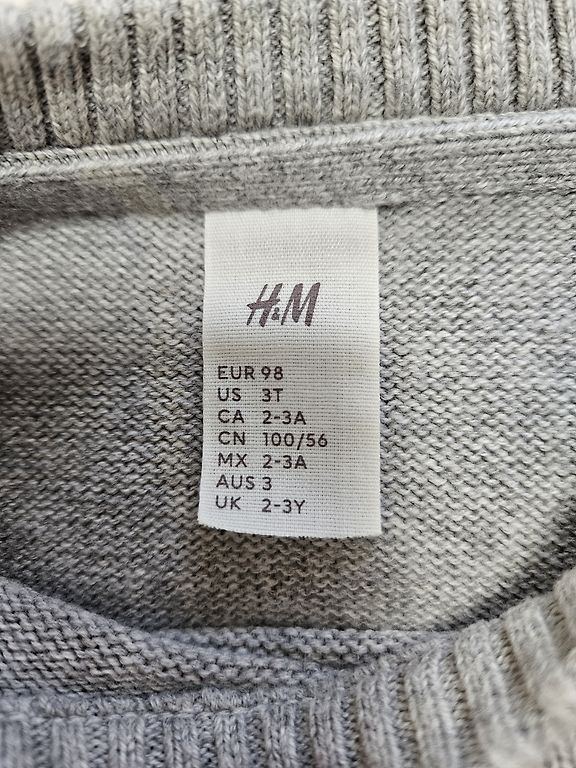 H&M
EUR 98
US 3T
CA 2-3A
CN 100/56
MX 2-3A
AUS 3
UK 2-3Y